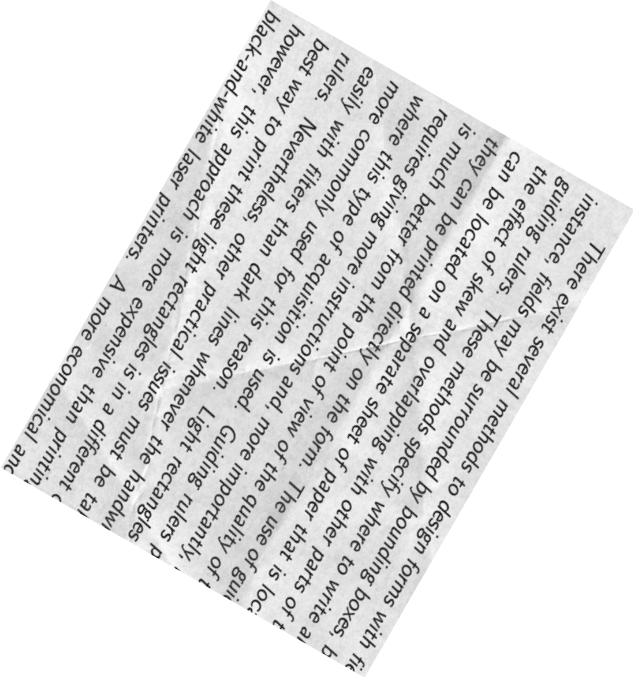 There exist several methods to design forms with fie
instance, fields may be surrounded by bounding boxes, b
guiding rulers. These methods specify where to write a
the effect of skew and overlapping with other parts of t
can be located on a separate sheet of paper that is loc
they can be printed directly on the form. The use of gui
is much better from the point of view of the quality of t
requires giving more instructions and, more importantly,
where this type of acquisition is used. Guiding rulers p
more commonly used for this reason. Light rectangles
easily with filters than dark lines whenever the handw
rulers. Nevertheless, other practical issues must be ta
best way to print these light rectangles is in a different
however, this approach is more expensive than printin
black-and-white laser printers. A more economical and